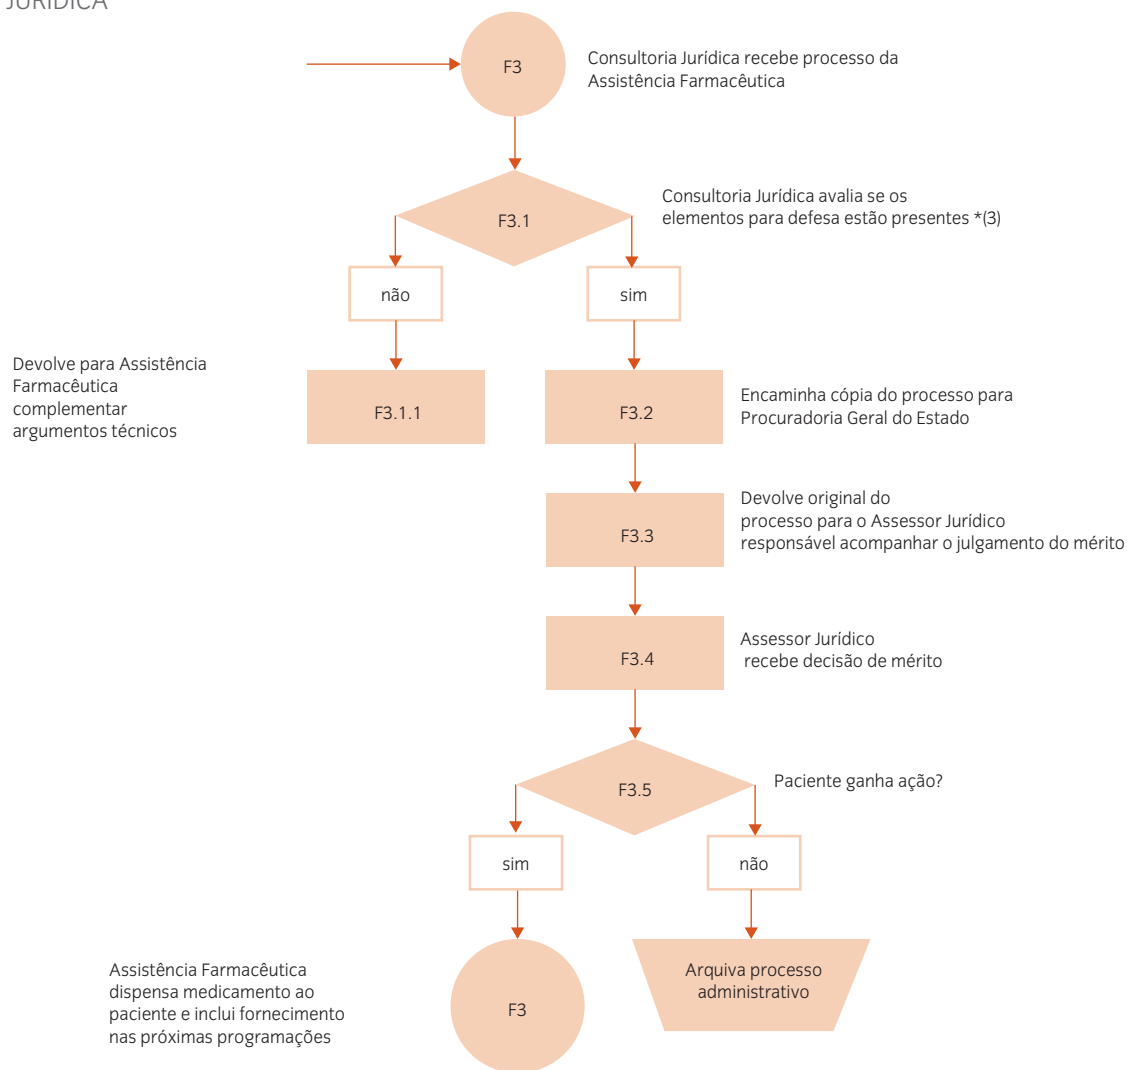 JURÍDICA
F3
Consultoria Jurídica recebe processo da
Assistência Farmacêutica
F3.1
Consultoria Jurídica avalia se os
elementos para defesa estão presentes *(3)
não
sim
Devolve para Assistência
Farmacêutica
complementar
argumentos técnicos
F3.1.1
F3.2
Encaminha cópia do processo para
Procuradoria Geral do Estado
F3.3
Devolve original do
processo para o Assessor Jurídico
responsável acompanhar o julgamento do mérito
F3.4
Assessor Jurídico
recebe decisão de mérito
F3.5
Paciente ganha ação?
sim
não
Assistência Farmacêutica
dispensa medicamento ao
paciente e inclui fornecimento
nas próximas programações
F3
Arquiva processo
administrativo